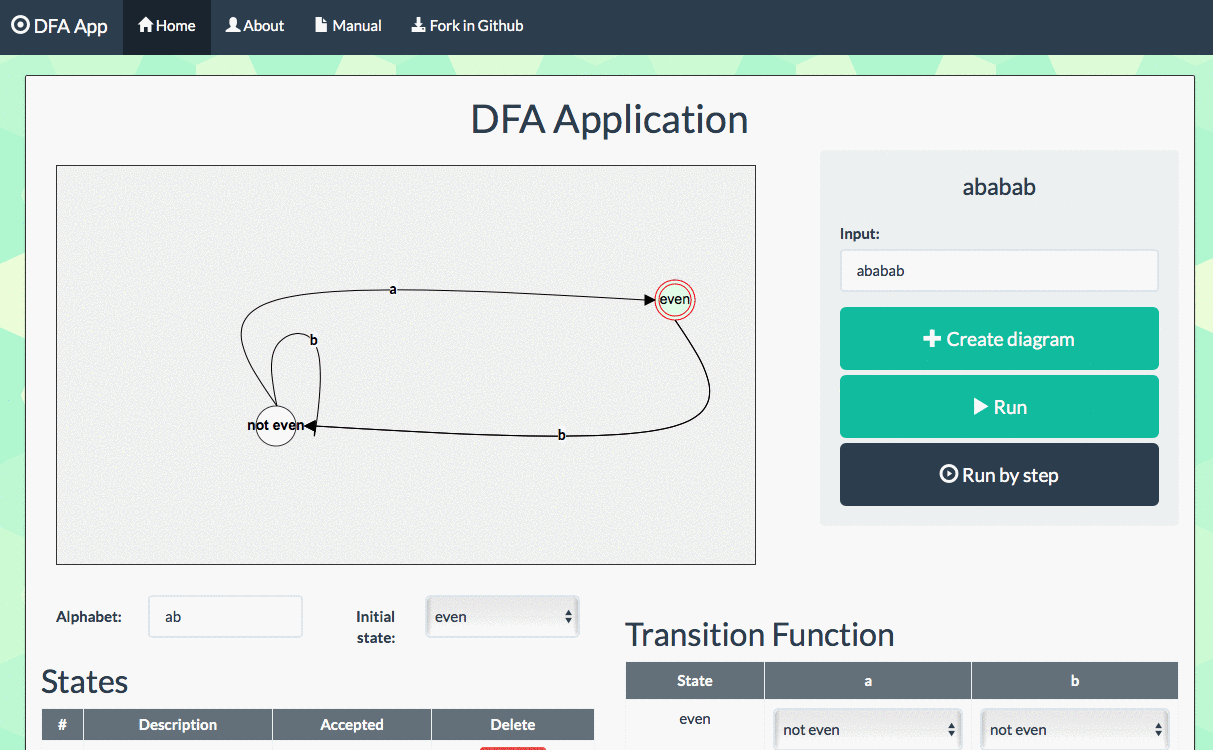 DFA App Home About Manual Fork in Github
DFA Application
ababab
Input:
ababab
Create diagram
Run
Run by step
a
even
b
not even
b
Alphabet: ab
Initial state: even
States
# Description Accepted Delete
Transition Function
State a b
even not even not even